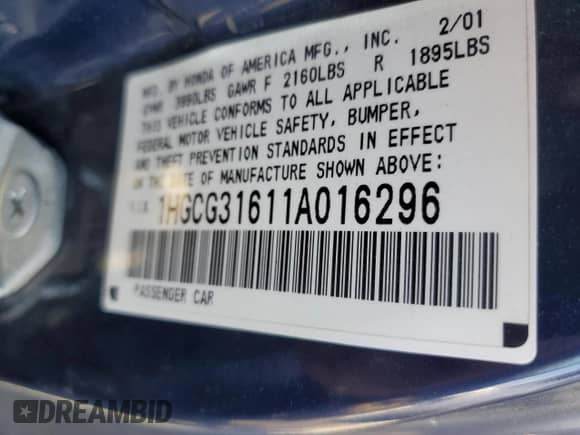 MFD. BY HONDA OF AMERICA MFG., INC. 2/01
GVWR 3990LBS GAWR F 2160LBS R 1895LBS
THIS VEHICLE CONFORMS TO ALL APPLICABLE
FEDERAL MOTOR VEHICLE SAFETY, BUMPER,
AND THEFT PREVENTION STANDARDS IN EFFECT
ON THE DATE OF MANUFACTURE SHOWN ABOVE:
V.I.N. 1HGCG31611A016296
PASSENGER CAR
DREAMBID